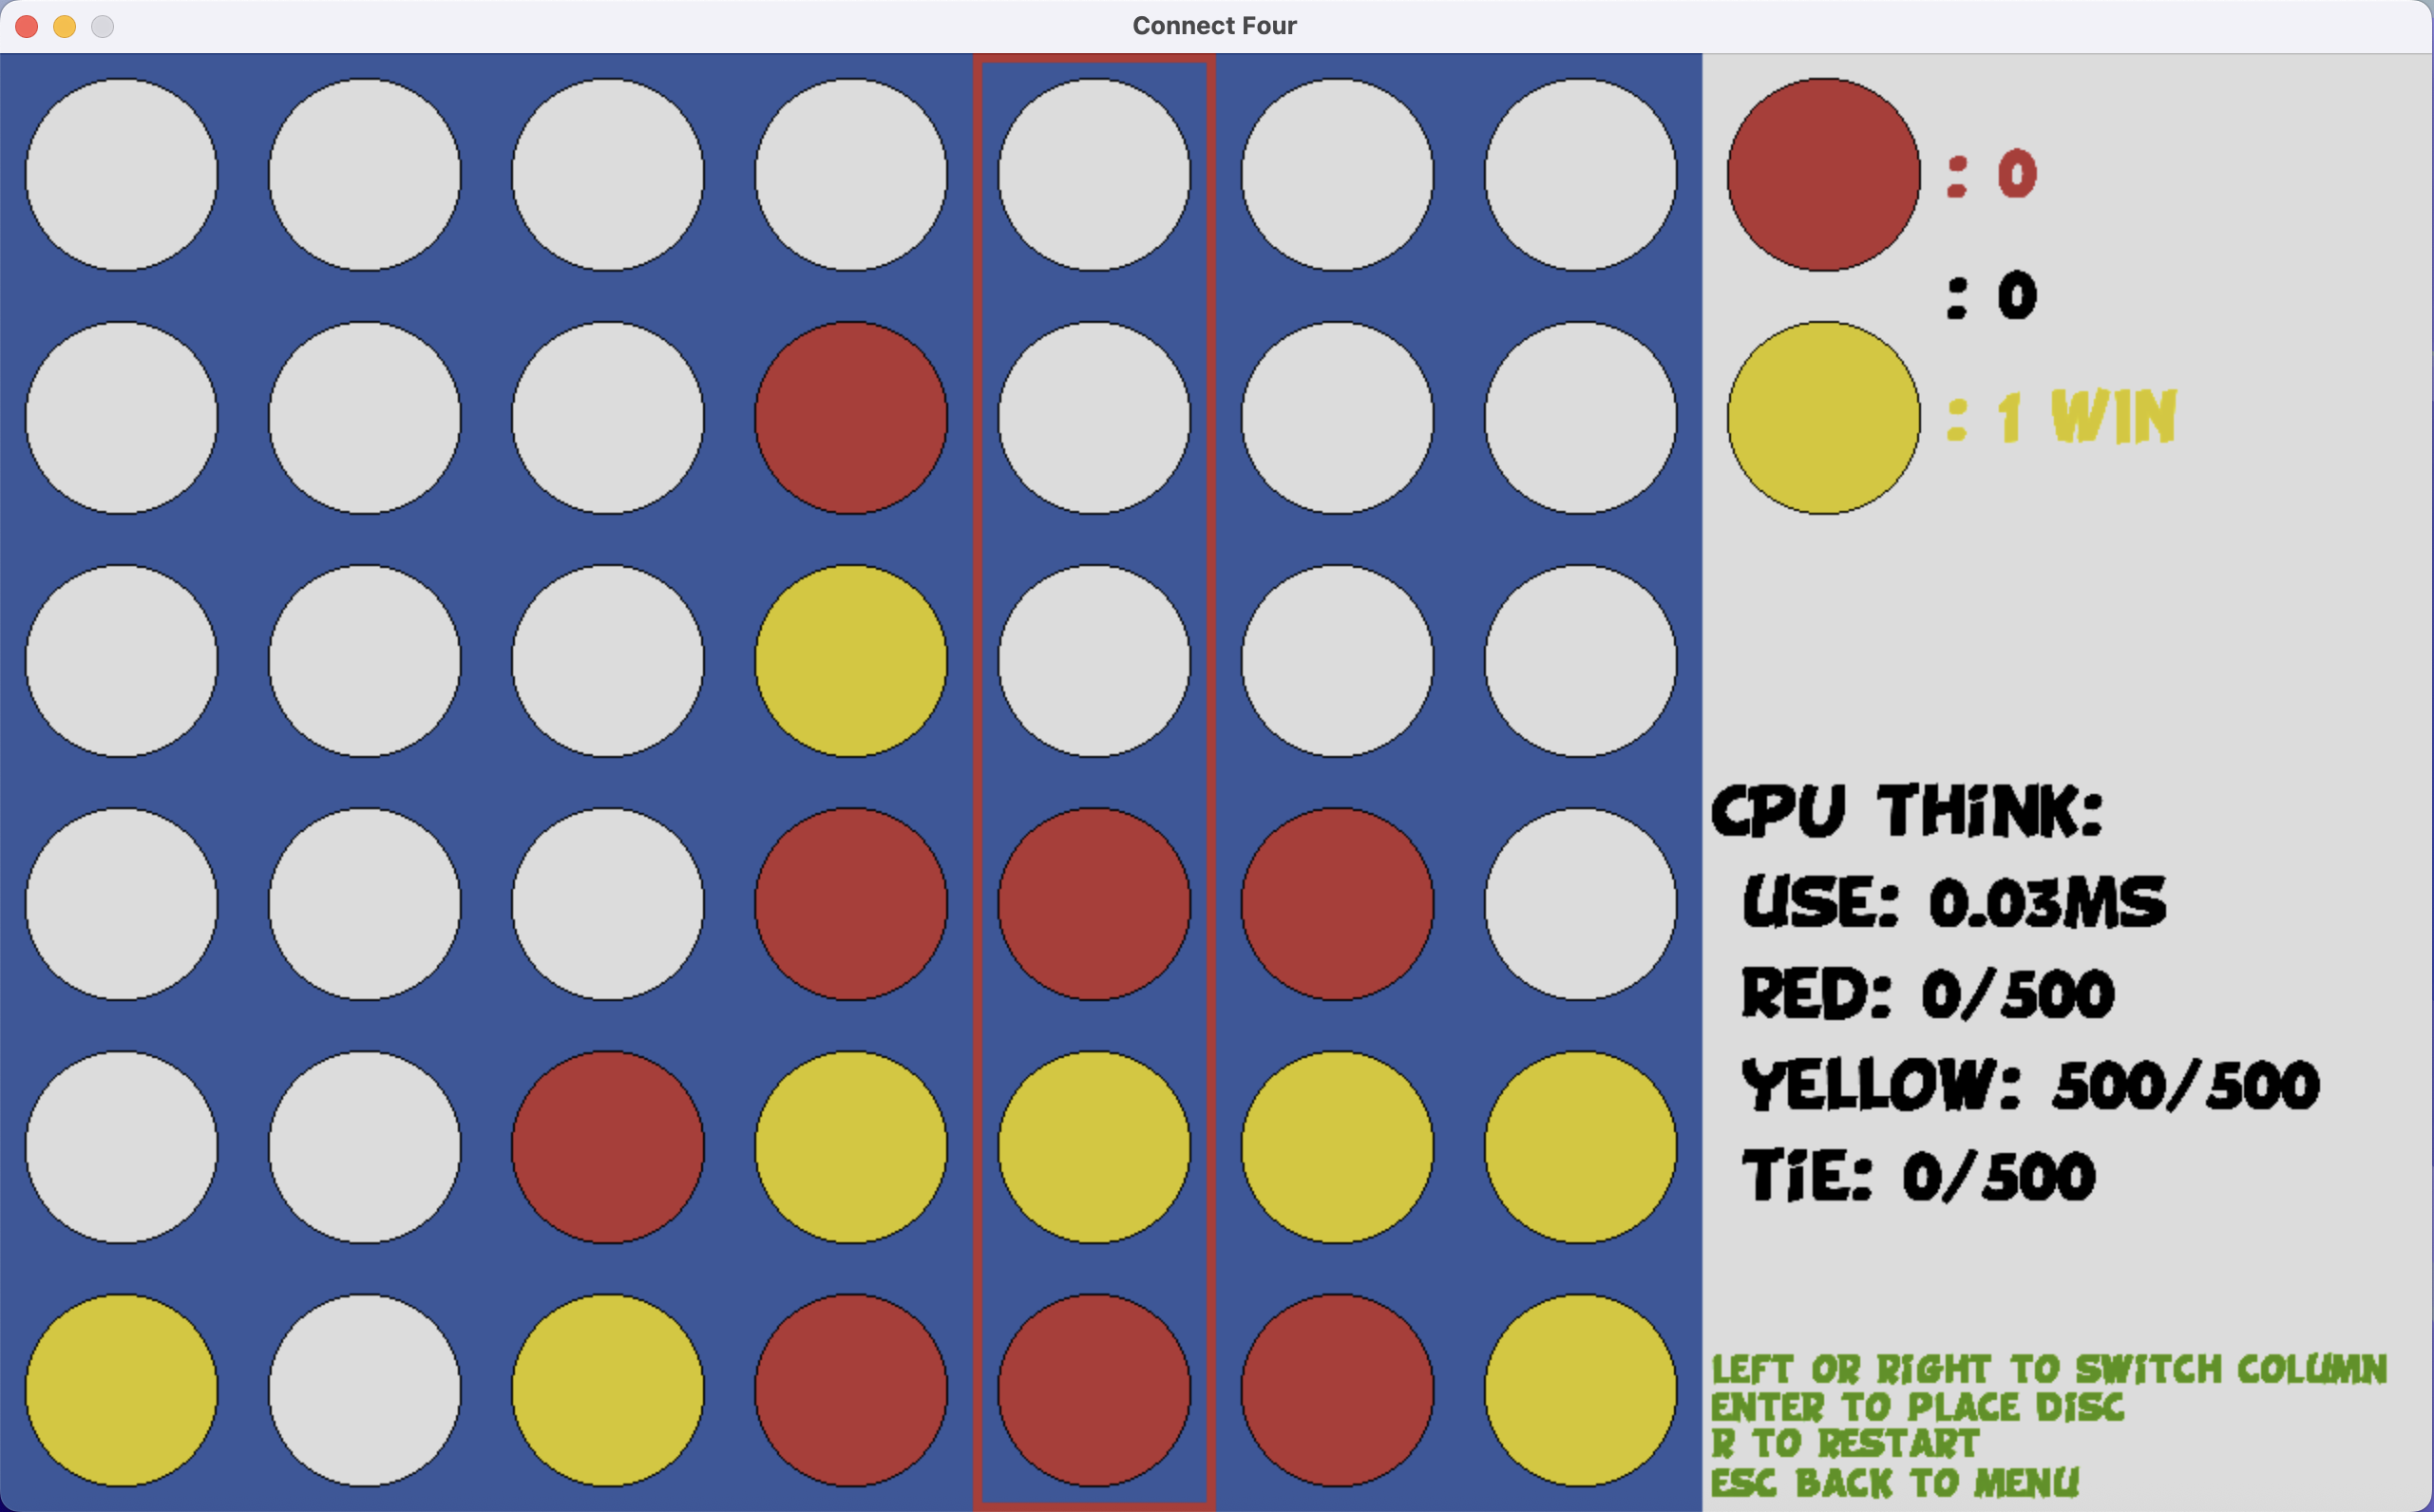 Connect Four
: 0
: 0
: 1 WIN
CPU THINK:
USE: 0.03MS
RED: 0/500
YELLOW: 500/500
TIE: 0/500
LEFT OR RIGHT TO SWITCH COLUMN
ENTER TO PLACE DISC
R TO RESTART
ESC BACK TO MENU